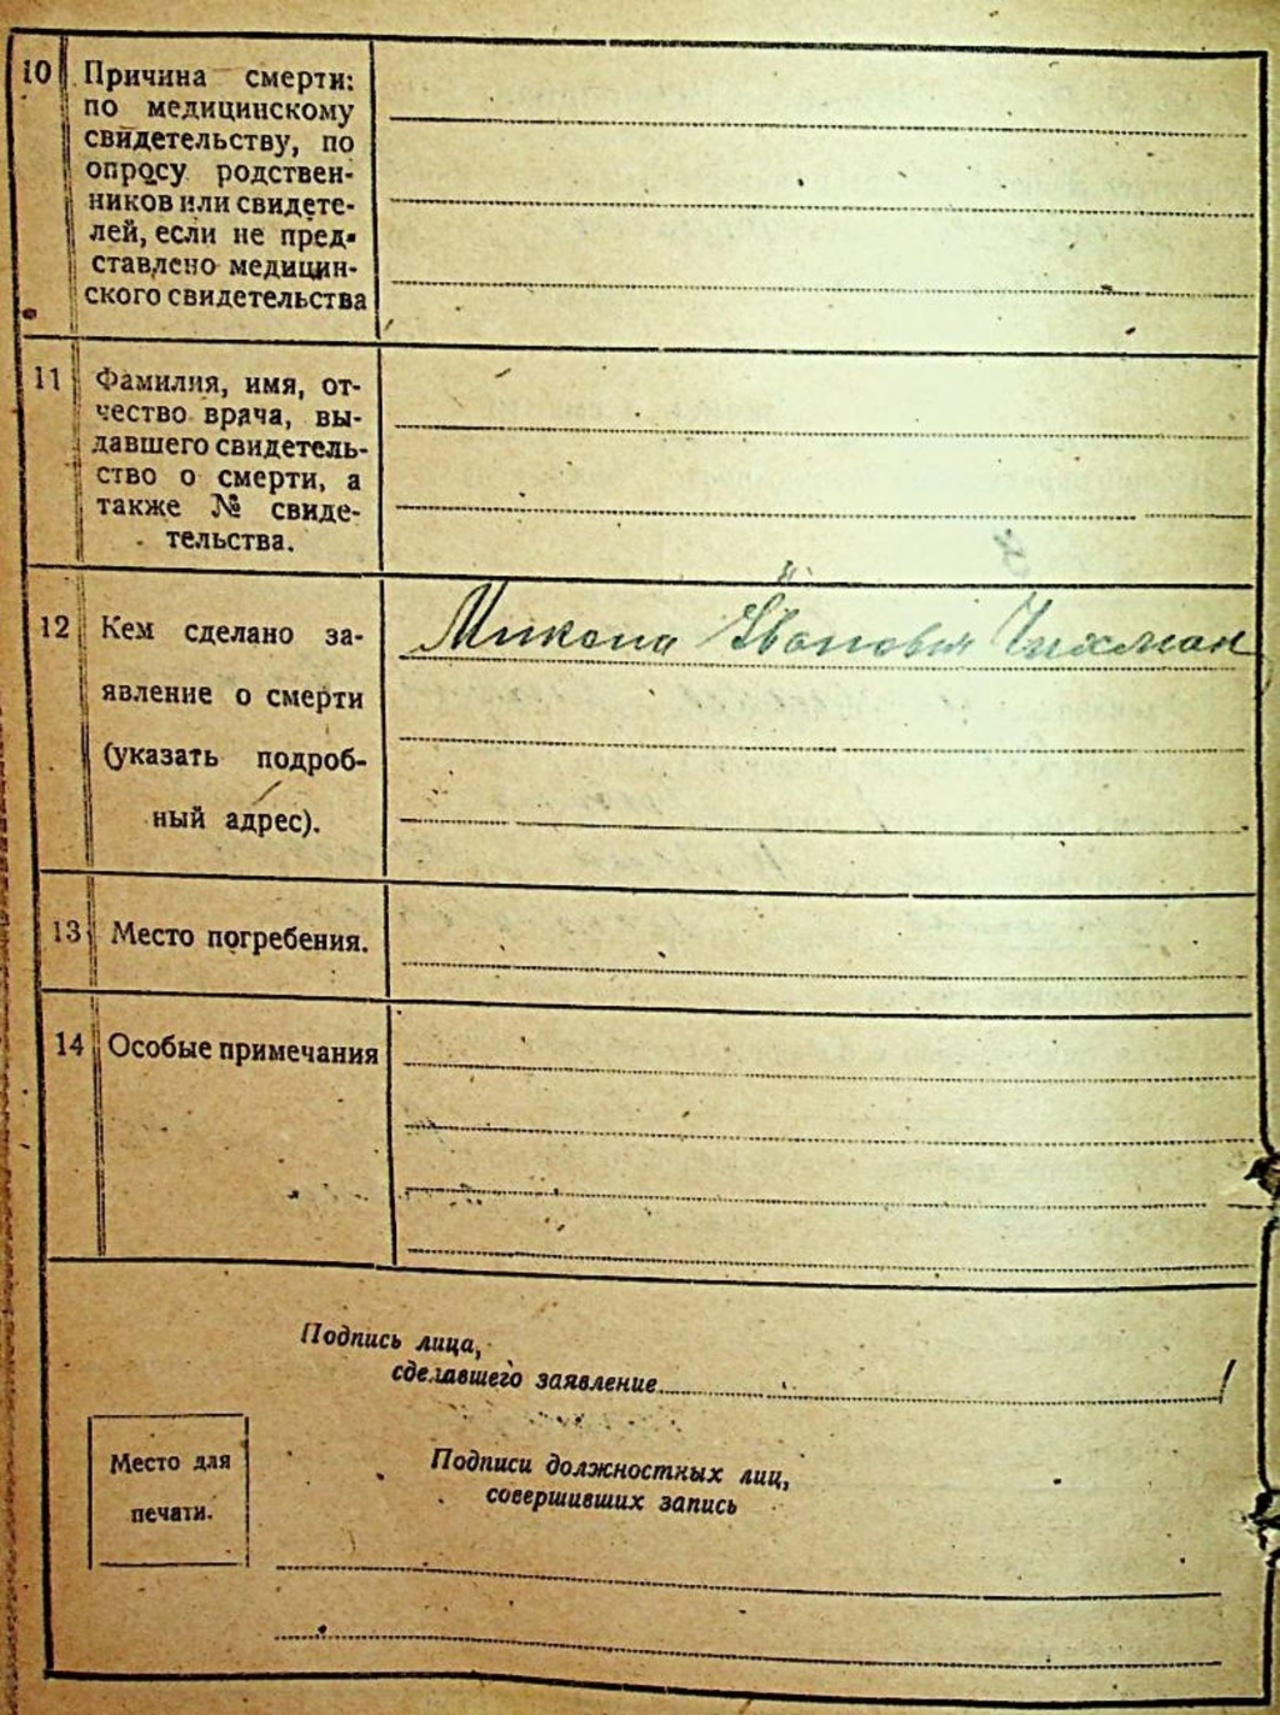 10 Причина смерти:
по медицинскому
свидетельству, по
опросу родствен-
ников или свидете-
лей, если не пред-
ставлено медицин-
ского свидетельства
11 Фамилия, имя, от-
чество врача, вы-
давшего свидетель-
ство о смерти, а
также № свиде-
тельства.
12 Кем сделано за-
явление о смерти
(указать подроб-
ный адрес).
Микола
13 Место погребения.
14 Особые примечания
Подпись лица,
сделавшего заявление
Место для
печати.
Подписи должностных лиц,
совершивших запись